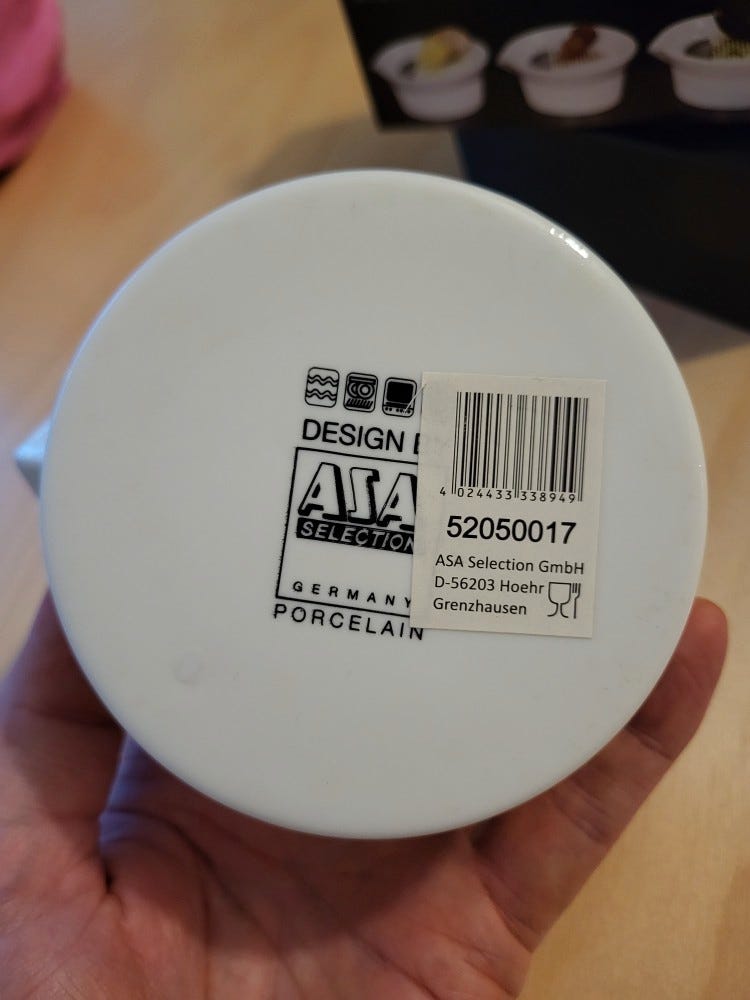 DESIGN
ASA
SELECTION
GERMANY
PORCELAIN
4 024433 338949
52050017
ASA Selection GmbH
D-56203 Hoehr
Grenzhausen